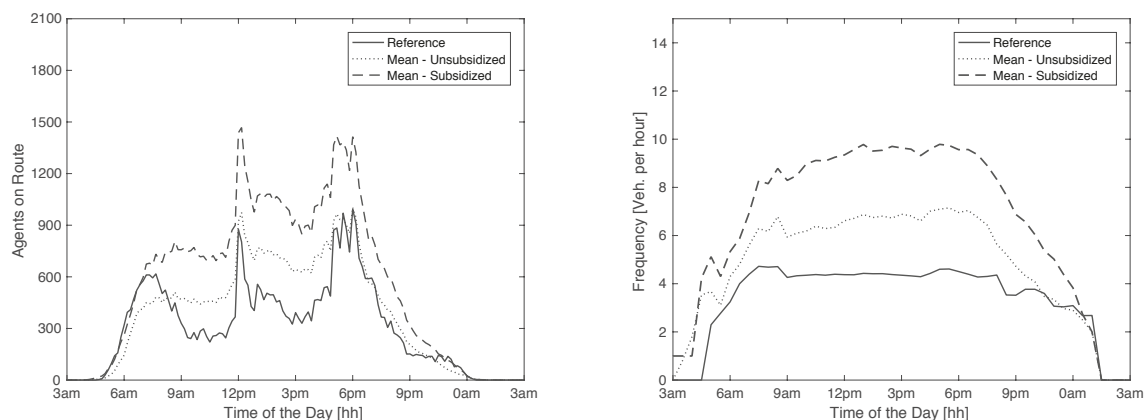 2100
1800
1500
1200
900
600
300
0
Agents on Route
3am 6am 9am 12pm 3pm 6pm 9pm 0am 3am
Time of the Day [hh]
Reference
Mean - Unsubsidized
Mean - Subsidized
14
12
10
8
6
4
2
0
Frequency [Veh. per hour]
3am 6am 9am 12pm 3pm 6pm 9pm 0am 3am
Time of the Day [hh]
Reference
Mean - Unsubsidized
Mean - Subsidized